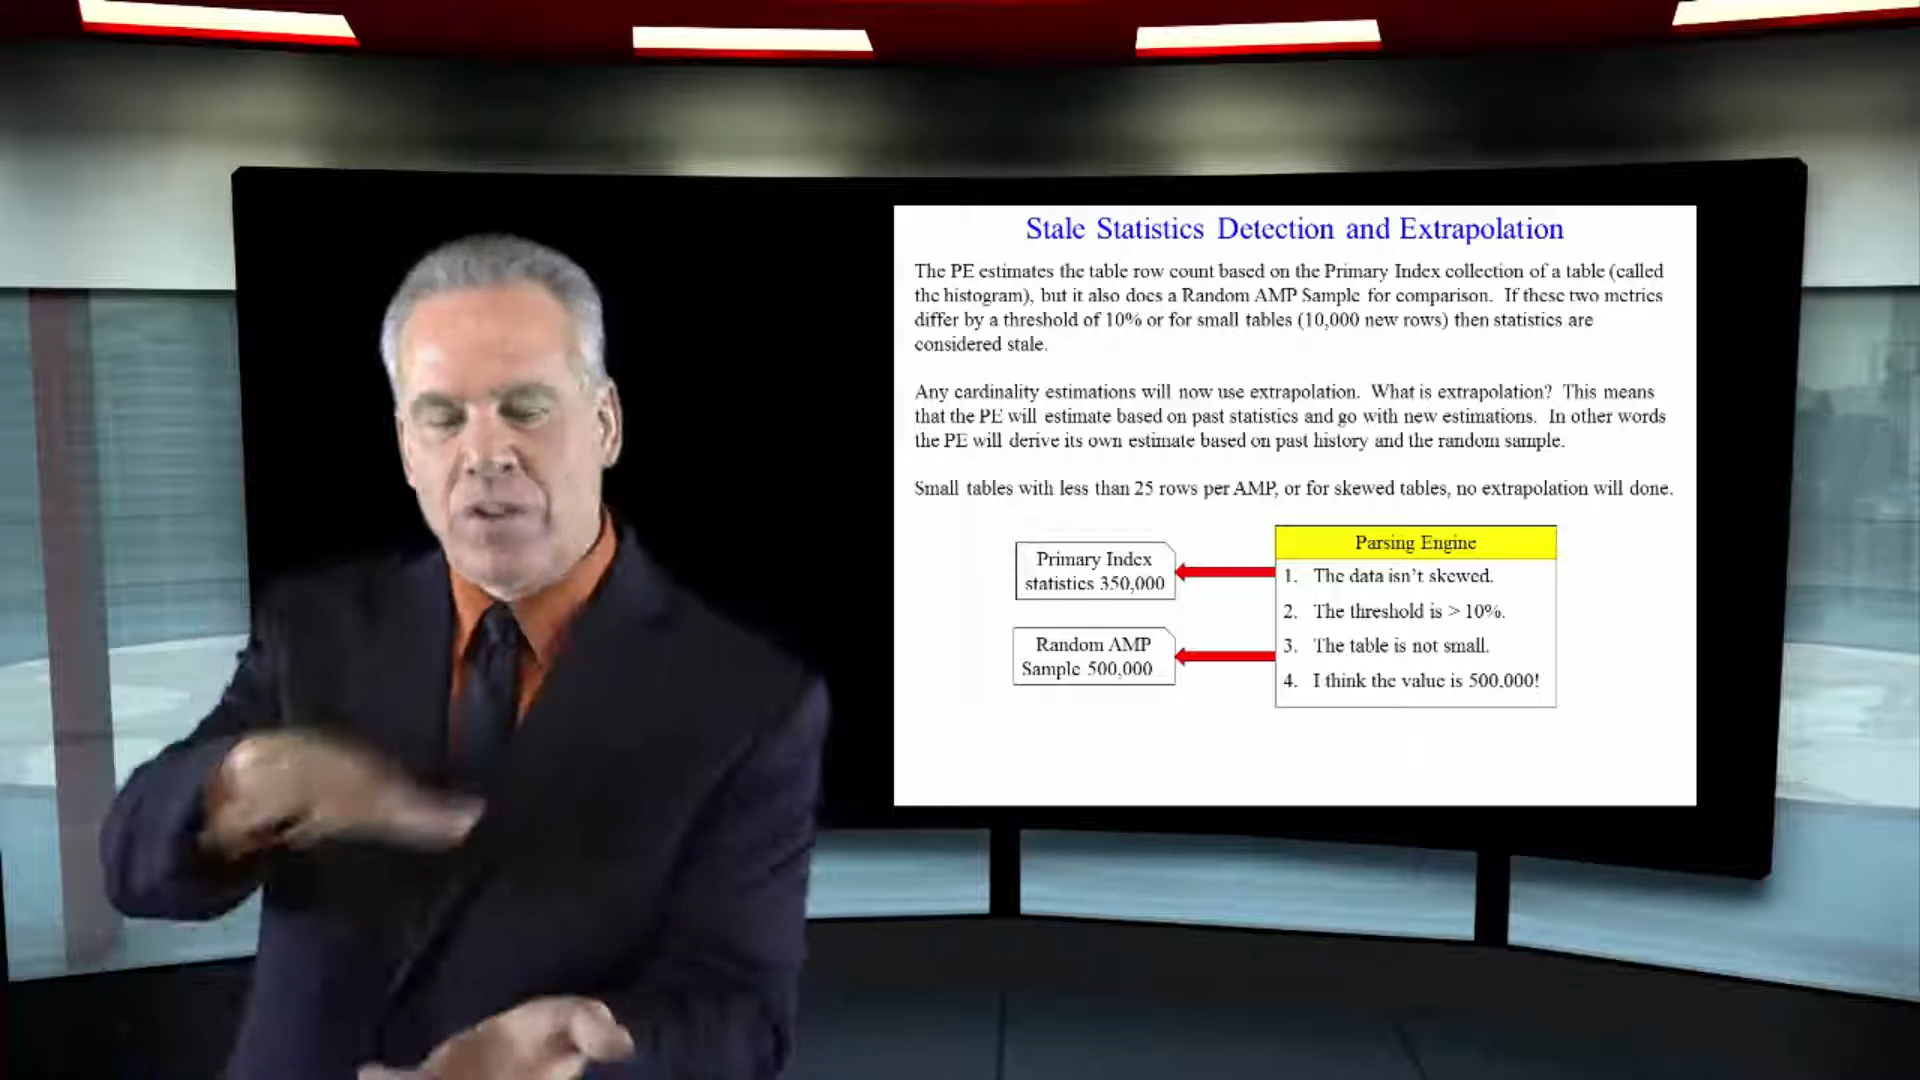 Stale Statistics Detection and Extrapolation
The PE estimates the table row count based on the Primary Index collection of a table (called
the histogram), but it also does a Random AMP Sample for comparison. If these two metrics
differ by a threshold of 10% or for small tables (10,000 new rows) then statistics are
considered stale.
Any cardinality estimations will now use extrapolation. What is extrapolation? This means
that the PE will estimate based on past statistics and go with new estimations. In other words
the PE will derive its own estimate based on past history and the random sample.
Small tables with less than 25 rows per AMP, or for skewed tables, no extrapolation will done.
Primary Index
statistics 350,000
Random AMP
Sample 500,000
Parsing Engine
1. The data isn't skewed.
2. The threshold is > 10%.
3. The table is not small.
4. I think the value is 500,000!